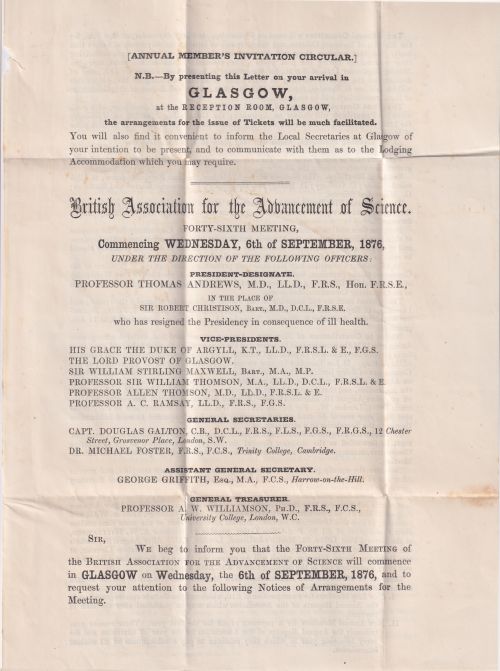 [ANNUAL MEMBER'S INVITATION CIRCULAR.]
N.B.—By presenting this Letter on your arrival in
GLASGOW,
at the RECEPTION ROOM, GLASGOW,
the arrangements for the issue of Tickets will be much facilitated.
You will also find it convenient to inform the Local Secretaries at Glasgow of
your intention to be present, and to communicate with them as to the Lodging
Accommodation which you may require.
British Association for the Advancement of Science.
FORTY-SIXTH MEETING,
Commencing WEDNESDAY, 6th of SEPTEMBER, 1876,
UNDER THE DIRECTION OF THE FOLLOWING OFFICERS:
PRESIDENT-DESIGNATE.
PROFESSOR THOMAS ANDREWS, M.D., LL.D., F.R.S., Hon. F.R.S.E.,
IN THE PLACE OF
SIR ROBERT CHRISTISON, Bart., M.D., D.C.L., F.R.S.E.
who has resigned the Presidency in consequence of ill health.
VICE-PRESIDENTS.
HIS GRACE THE DUKE OF ARGYLL, K.T., LL.D., F.R.S.L. & E., F.G.S.
THE LORD PROVOST OF GLASGOW.
SIR WILLIAM STIRLING MAXWELL, Bart., M.A., M.P.
PROFESSOR SIR WILLIAM THOMSON, M.A., LL.D., D.C.L., F.R.S.L. & E.
PROFESSOR ALLEN THOMSON, M.D., LL.D., F.R.S.L. & E.
PROFESSOR A. C. RAMSAY, LL.D., F.R.S., F.G.S.
GENERAL SECRETARIES.
CAPT. DOUGLAS GALTON, C.B., D.C.L., F.R.S., F.L.S., F.G.S., F.R.G.S., 12 Chester
Street, Grosvenor Place, London, S.W.
DR. MICHAEL FOSTER, F.R.S., F.C.S., Trinity College, Cambridge.
ASSISTANT GENERAL SECRETARY.
GEORGE GRIFFITH, Esq., M.A., F.C.S., Harrow-on-the-Hill.
GENERAL TREASURER.
PROFESSOR A. W. WILLIAMSON, Ph.D., F.R.S., F.C.S.,
University College, London, W.C.
Sir,
We beg to inform you that the Forty-Sixth Meeting of
the British Association for the Advancement of Science will commence
in GLASGOW on Wednesday, the 6th of SEPTEMBER, 1876, and to
request your attention to the following Notices of Arrangements for the
Meeting.